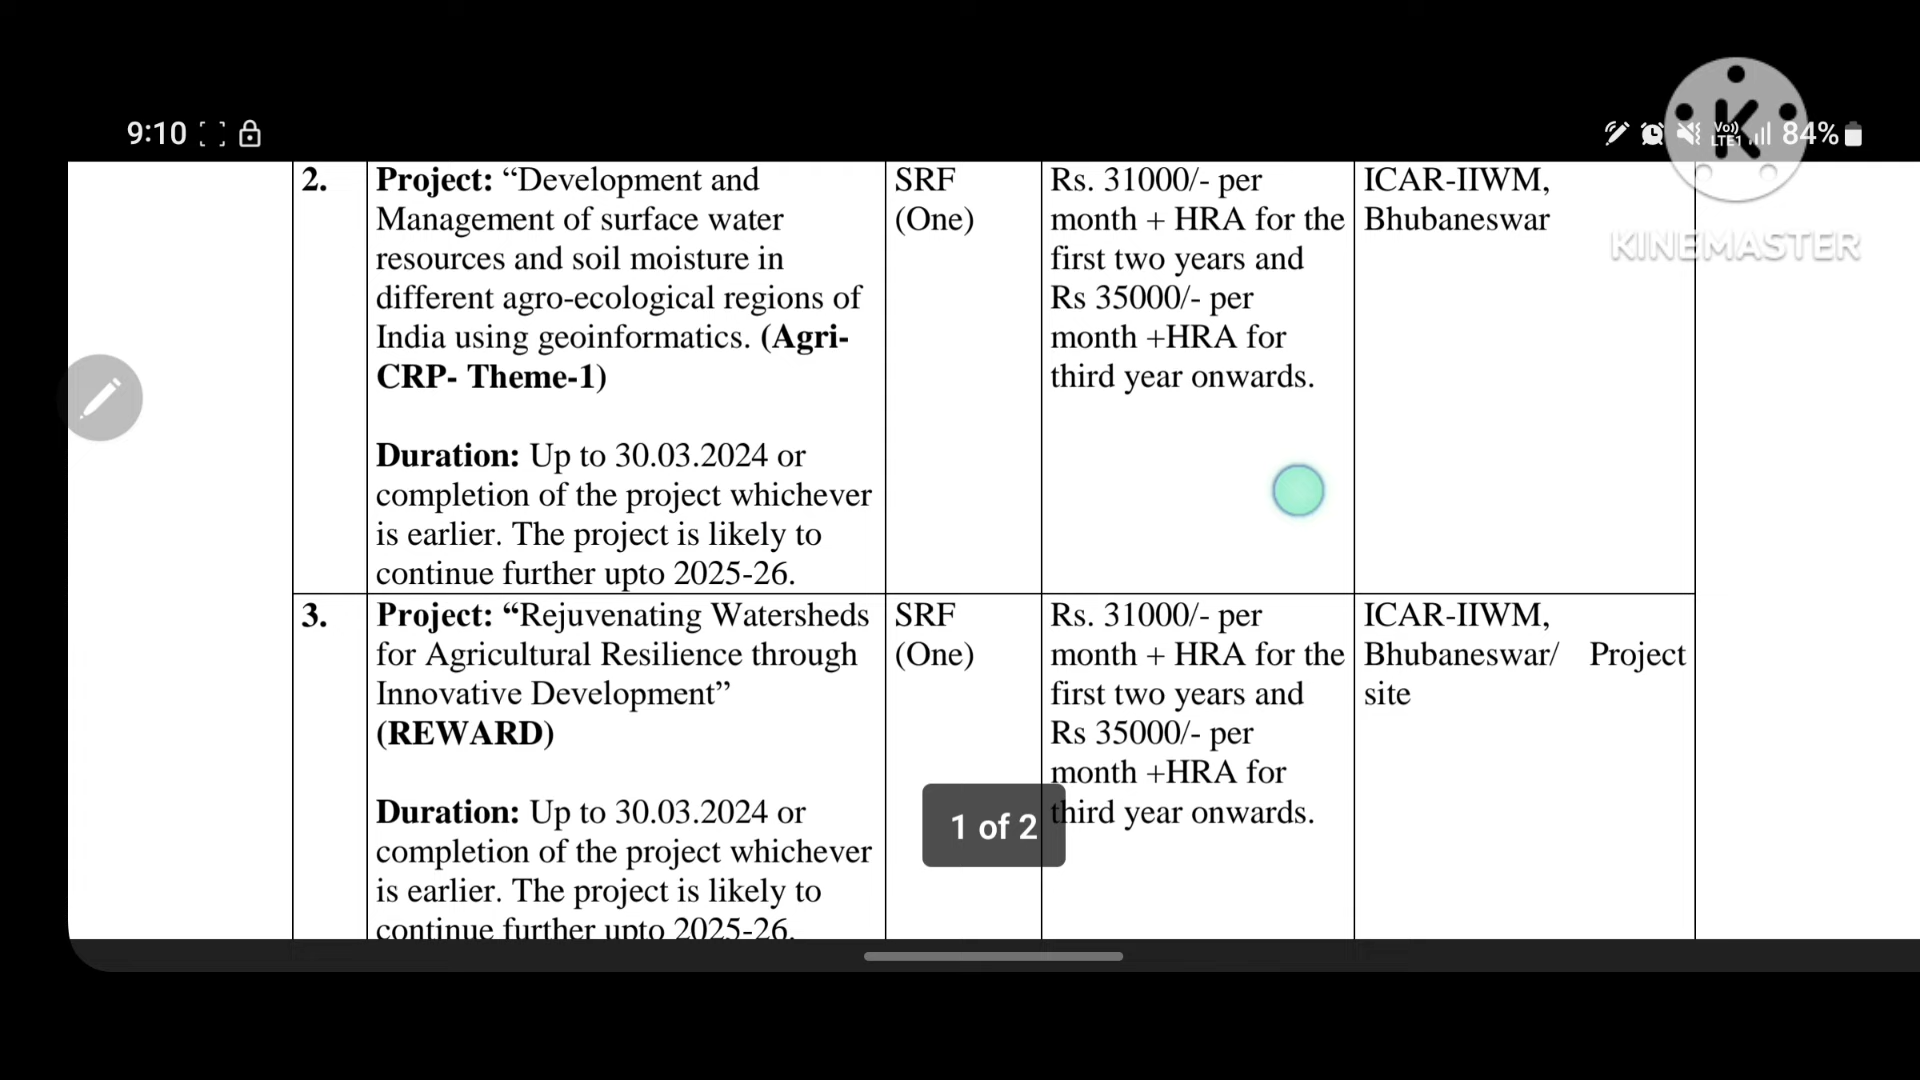 9:10
Vo))
LTE1
84%
K
KINEMASTER
2.
Project: “Development and
Management of surface water
resources and soil moisture in
different agro-ecological regions of
India using geoinformatics. (Agri-
CRP- Theme-1)
Duration: Up to 30.03.2024 or
completion of the project whichever
is earlier. The project is likely to
continue further upto 2025-26.
SRF
(One)
Rs. 31000/- per
month + HRA for the
first two years and
Rs 35000/- per
month +HRA for
third year onwards.
ICAR-IIWM,
Bhubaneswar
3.
Project: “Rejuvenating Watersheds
for Agricultural Resilience through
Innovative Development”
(REWARD)
Duration: Up to 30.03.2024 or
completion of the project whichever
is earlier. The project is likely to
continue further upto 2025-26.
SRF
(One)
Rs. 31000/- per
month + HRA for the
first two years and
Rs 35000/- per
month +HRA for
third year onwards.
ICAR-IIWM,
Bhubaneswar/ Project
site
1 of 2